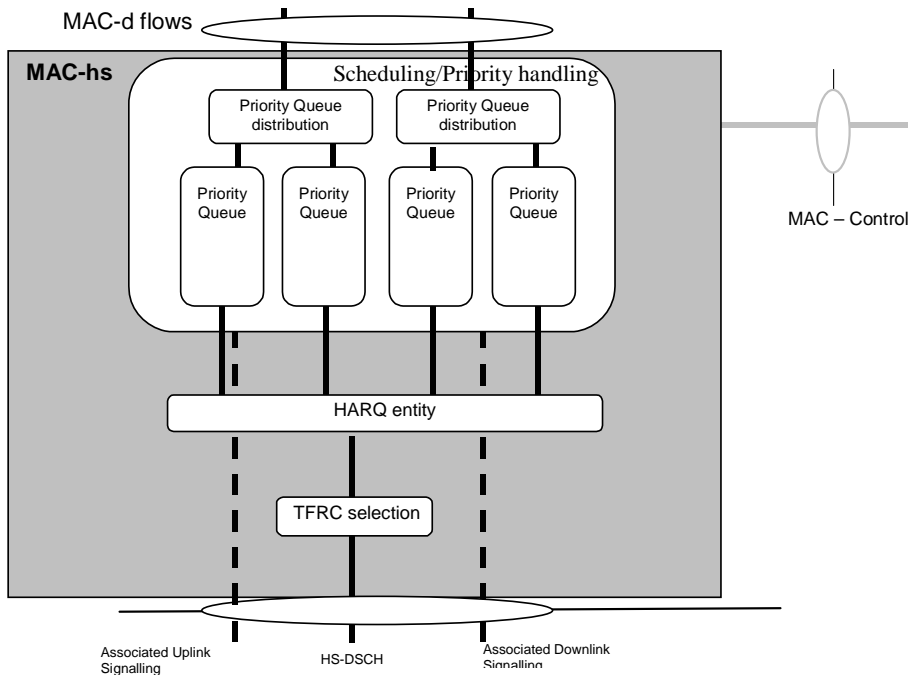 MAC-d flows
MAC-hs
Scheduling/Priority handling
Priority Queue
distribution
Priority Queue
distribution
Priority
Queue
Priority
Queue
Priority
Queue
Priority
Queue
MAC – Control
HARQ entity
TFRC selection
Associated Uplink
Signalling
HS-DSCH
Associated Downlink
Signalling